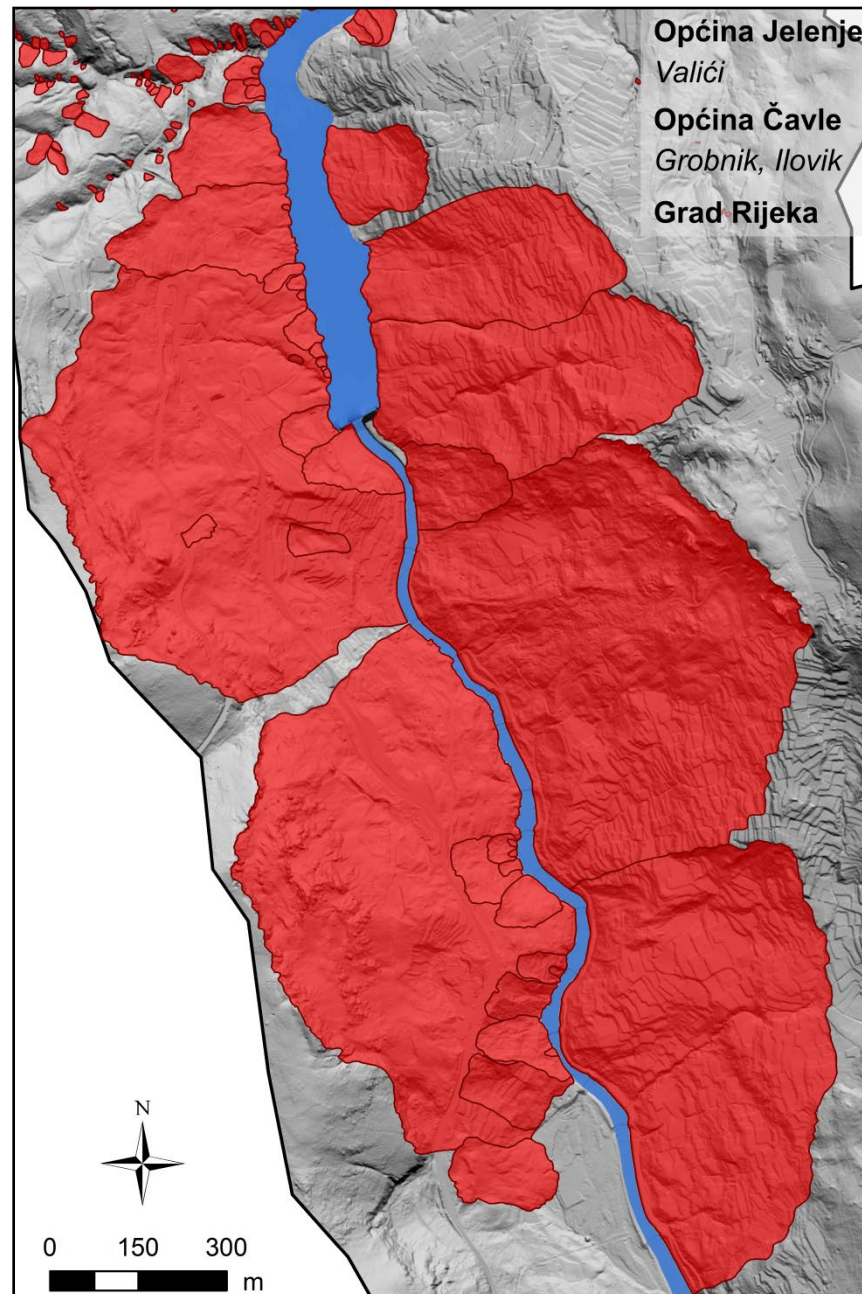 Općina Jelenje
Valići
Općina Čavle
Grobnik, Ilovik
Grad Rijeka
N
0 150 300
m